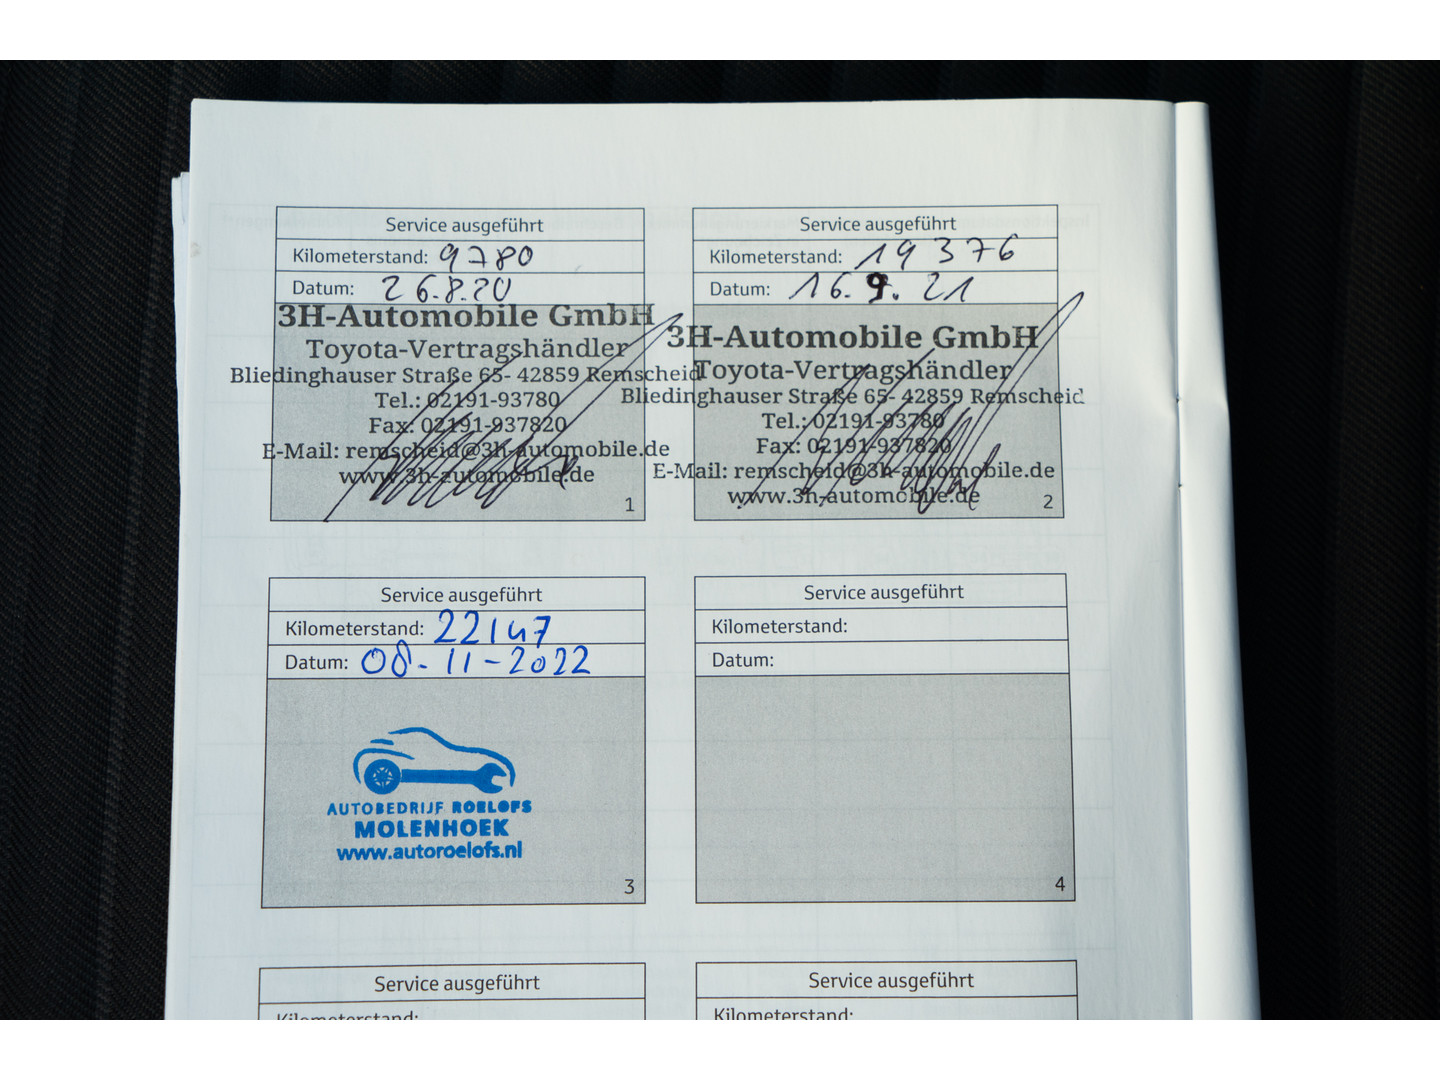 Service ausgeführt
Kilometerstand: 9780
Datum: 26.8.20
3H-Automobile GmbH
Toyota-Vertragshändler
Bliedinghauser Straße 65- 42859 Remscheid
Tel.: 02191-93780
Fax: 02191-937820
E-Mail: remscheid@3h-automobile.de
www.3h-automobile.de
1
Service ausgeführt
Kilometerstand: 19376
Datum: 16.9.21
3H-Automobile GmbH
Toyota-Vertragshändler
Bliedinghauser Straße 65- 42859 Remscheid
Tel.: 02191-93780
Fax: 02191-937820
E-Mail: remscheid@3h-automobile.de
www.3h-automobile.de
2
Service ausgeführt
Kilometerstand: 22147
Datum: 08-11-2022
AUTOBEDRIJF ROELOFS
MOLENHOEK
www.autoroelofs.nl
3
Service ausgeführt
Kilometerstand:
Datum:
4
Service ausgeführt
Kilometerstand:
Service ausgeführt
Kilometerstand: